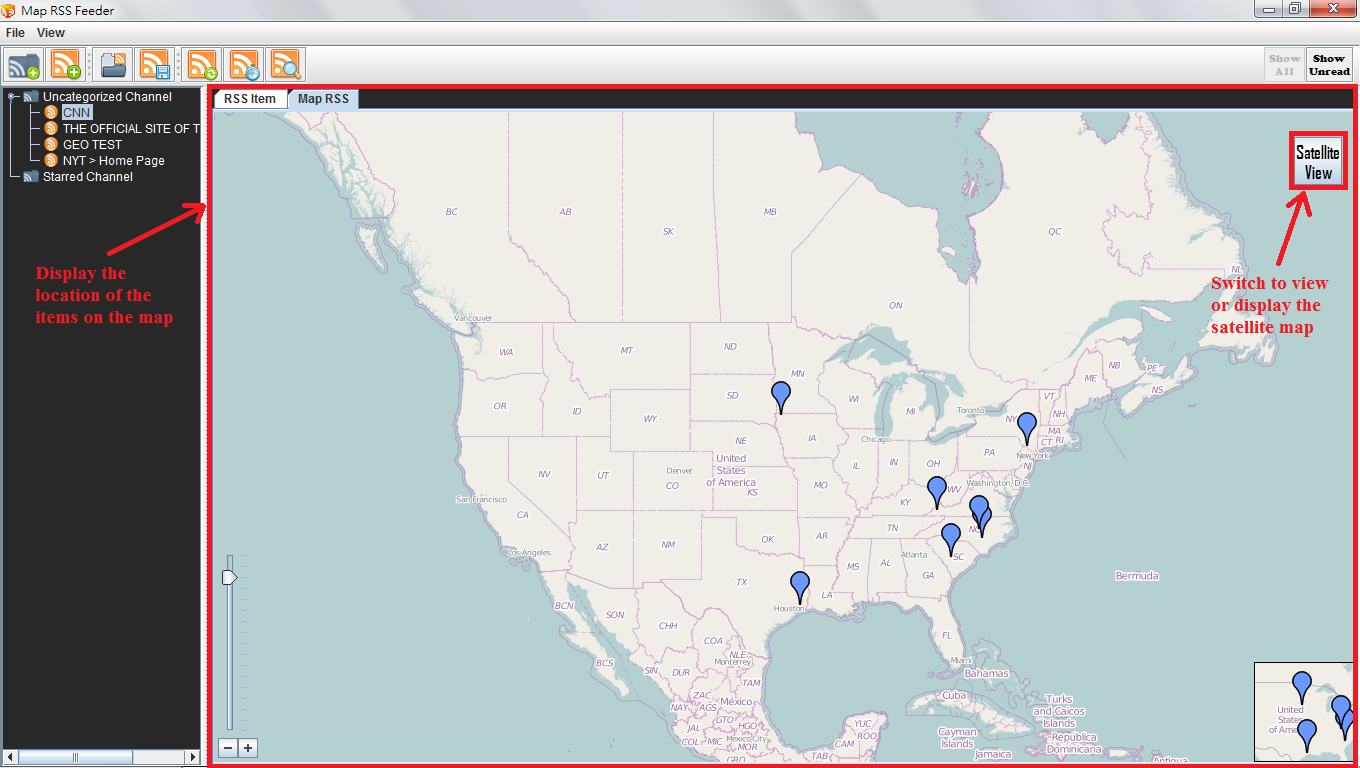 Map RSS Feeder
File View
Show All
Show Unread
Uncategorized Channel
CNN
THE OFFICIAL SITE OF T
GEO TEST
NYT > Home Page
Starred Channel
Display the
location of the
items on the map
RSS Item
Map RSS
Satellite
View
Switch to view
or display the
satellite map
BC
AB
SK
MB
ON
QC
NL
Vancouver
WA
MT
ND
MN
OR
ID
WY
SD
WI
MI
Toronto
NY
VT
NH
ME
NB
PE
NS
MA
CT RI
New York
NJ
PA
Chicago
IA
NE
United
States
of America
Denver
CO
KS
NV
UT
San Francisco
CA
IL
IN
OH
WV
Washington, D.C.
MO
KY
Los Angeles
AZ
NM
OK
AR
TN
NC
Atlanta
SC
MS
AL
GA
TX
LA
Houston
FL
Miami
Bermuda
BCN
SON
CHH
COA
NLE
Monterrey
BCS
SIN
DUR
TAM
ZAC
México
NAY
AGS
GTO
HGO
JAL
Mexico City
COL
MIC
MOR
GRO
YUC
ROO
CAM
TAB
Bahamas
Cuba
Turks
and Caicos
Islands
Cayman
Islands
República
Dominicana
Jamaica
Antigua
United
States
of Am